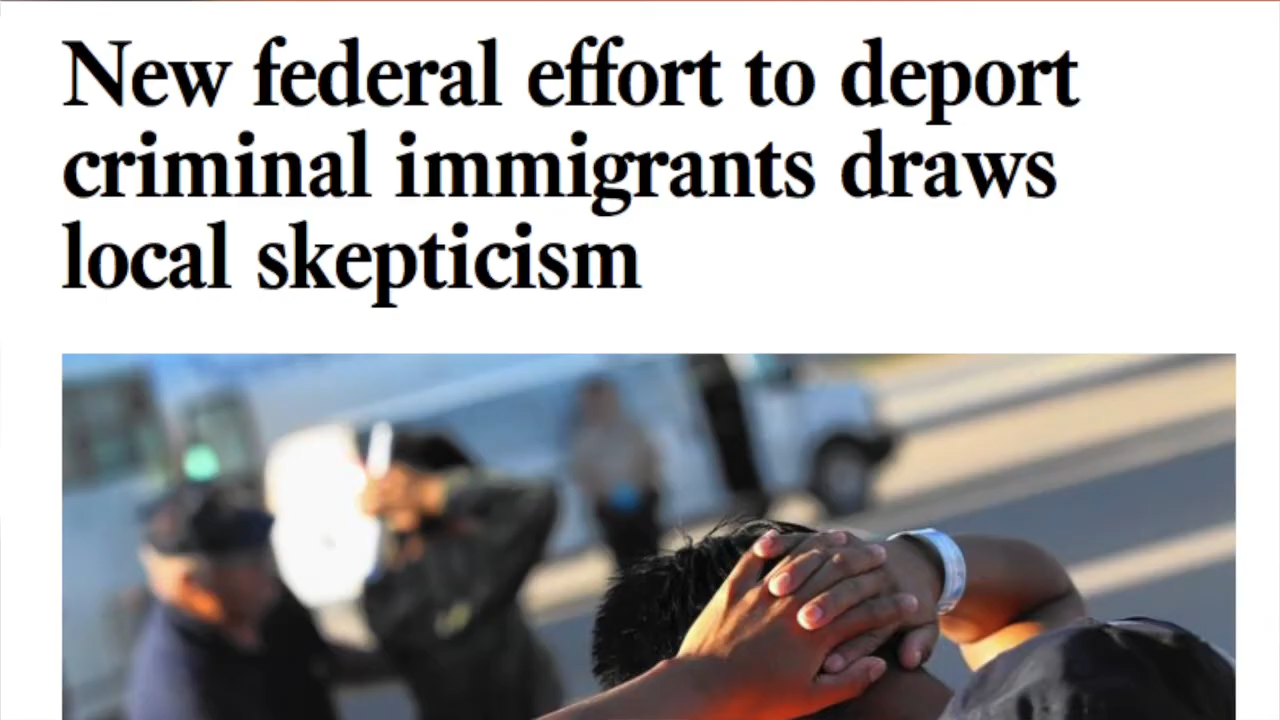 New federal effort to deport
criminal immigrants draws
local skepticism